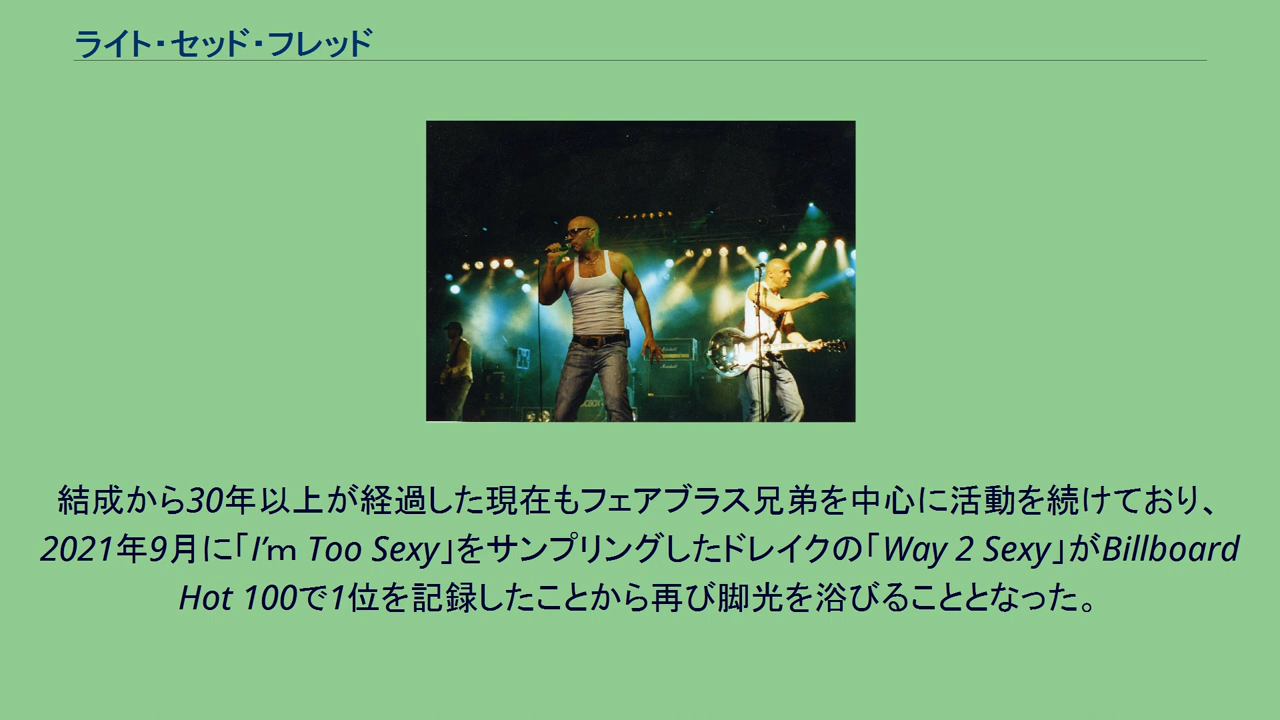 ライト・セッド・フレッド
結成から30年以上が経過した現在もフェアブラス兄弟を中心に活動を続けており、
2021年9月に「I’m Too Sexy」をサンプリングしたドレイクの「Way 2 Sexy」がBillboard
Hot 100で1位を記録したことから再び脚光を浴びることとなった。